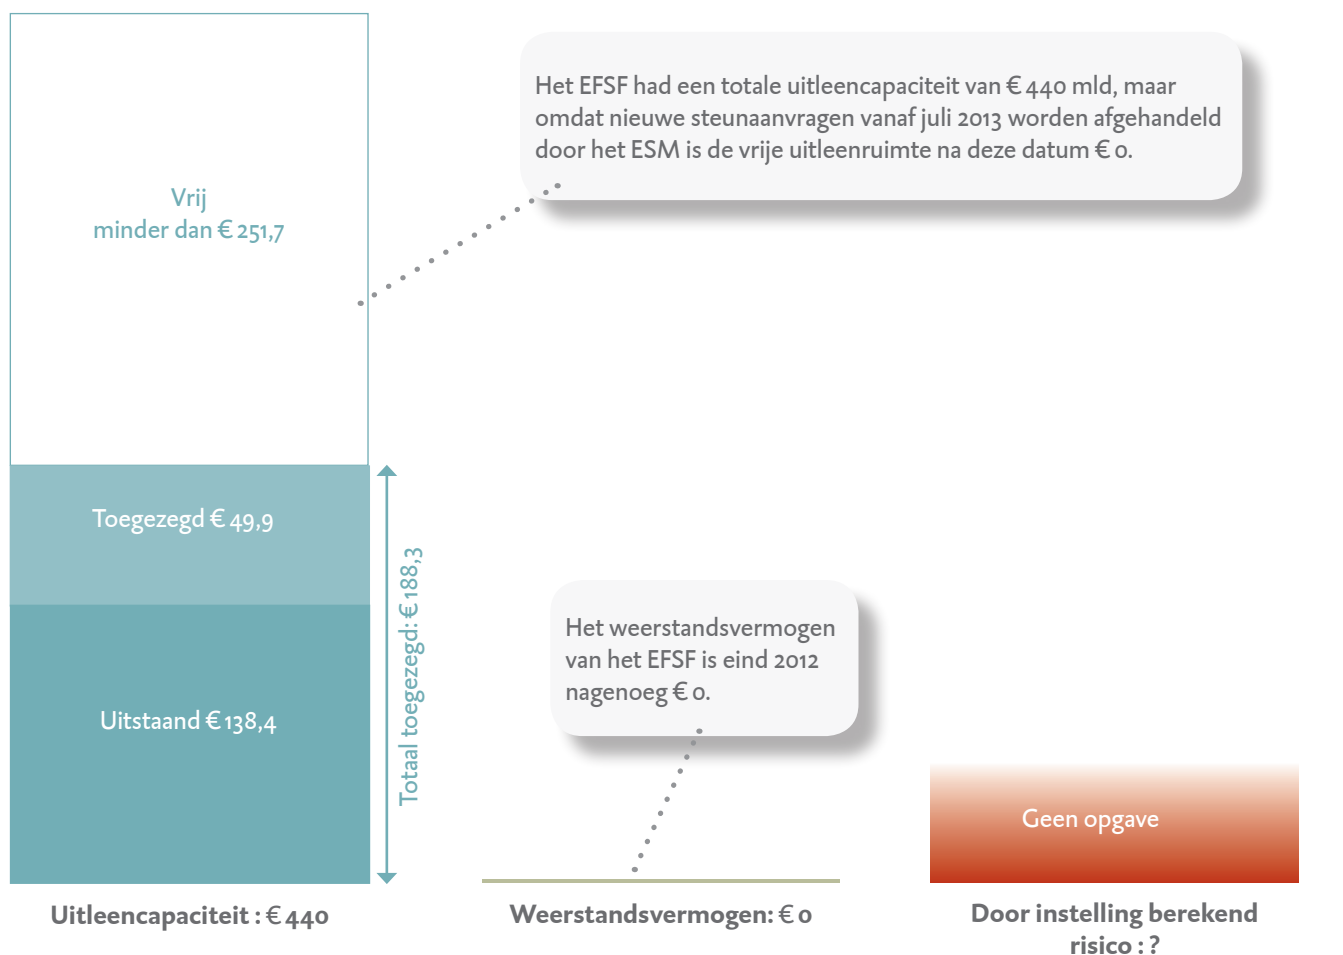 Het EFSF had een totale uitleencapaciteit van € 440 mld, maar
omdat nieuwe steunaanvragen vanaf juli 2013 worden afgehandeld
door het ESM is de vrije uitleenruimte na deze datum € 0.
Vrij
minder dan € 251,7
Toegezegd € 49,9
Uitstaand € 138,4
Totaal toegezegd: € 188,3
Het weerstandsvermogen
van het EFSF is eind 2012
nagenoeg € 0.
Geen opgave
Uitleencapaciteit : € 440
Weerstandsvermogen: € 0
Door instelling berekend
risico : ?